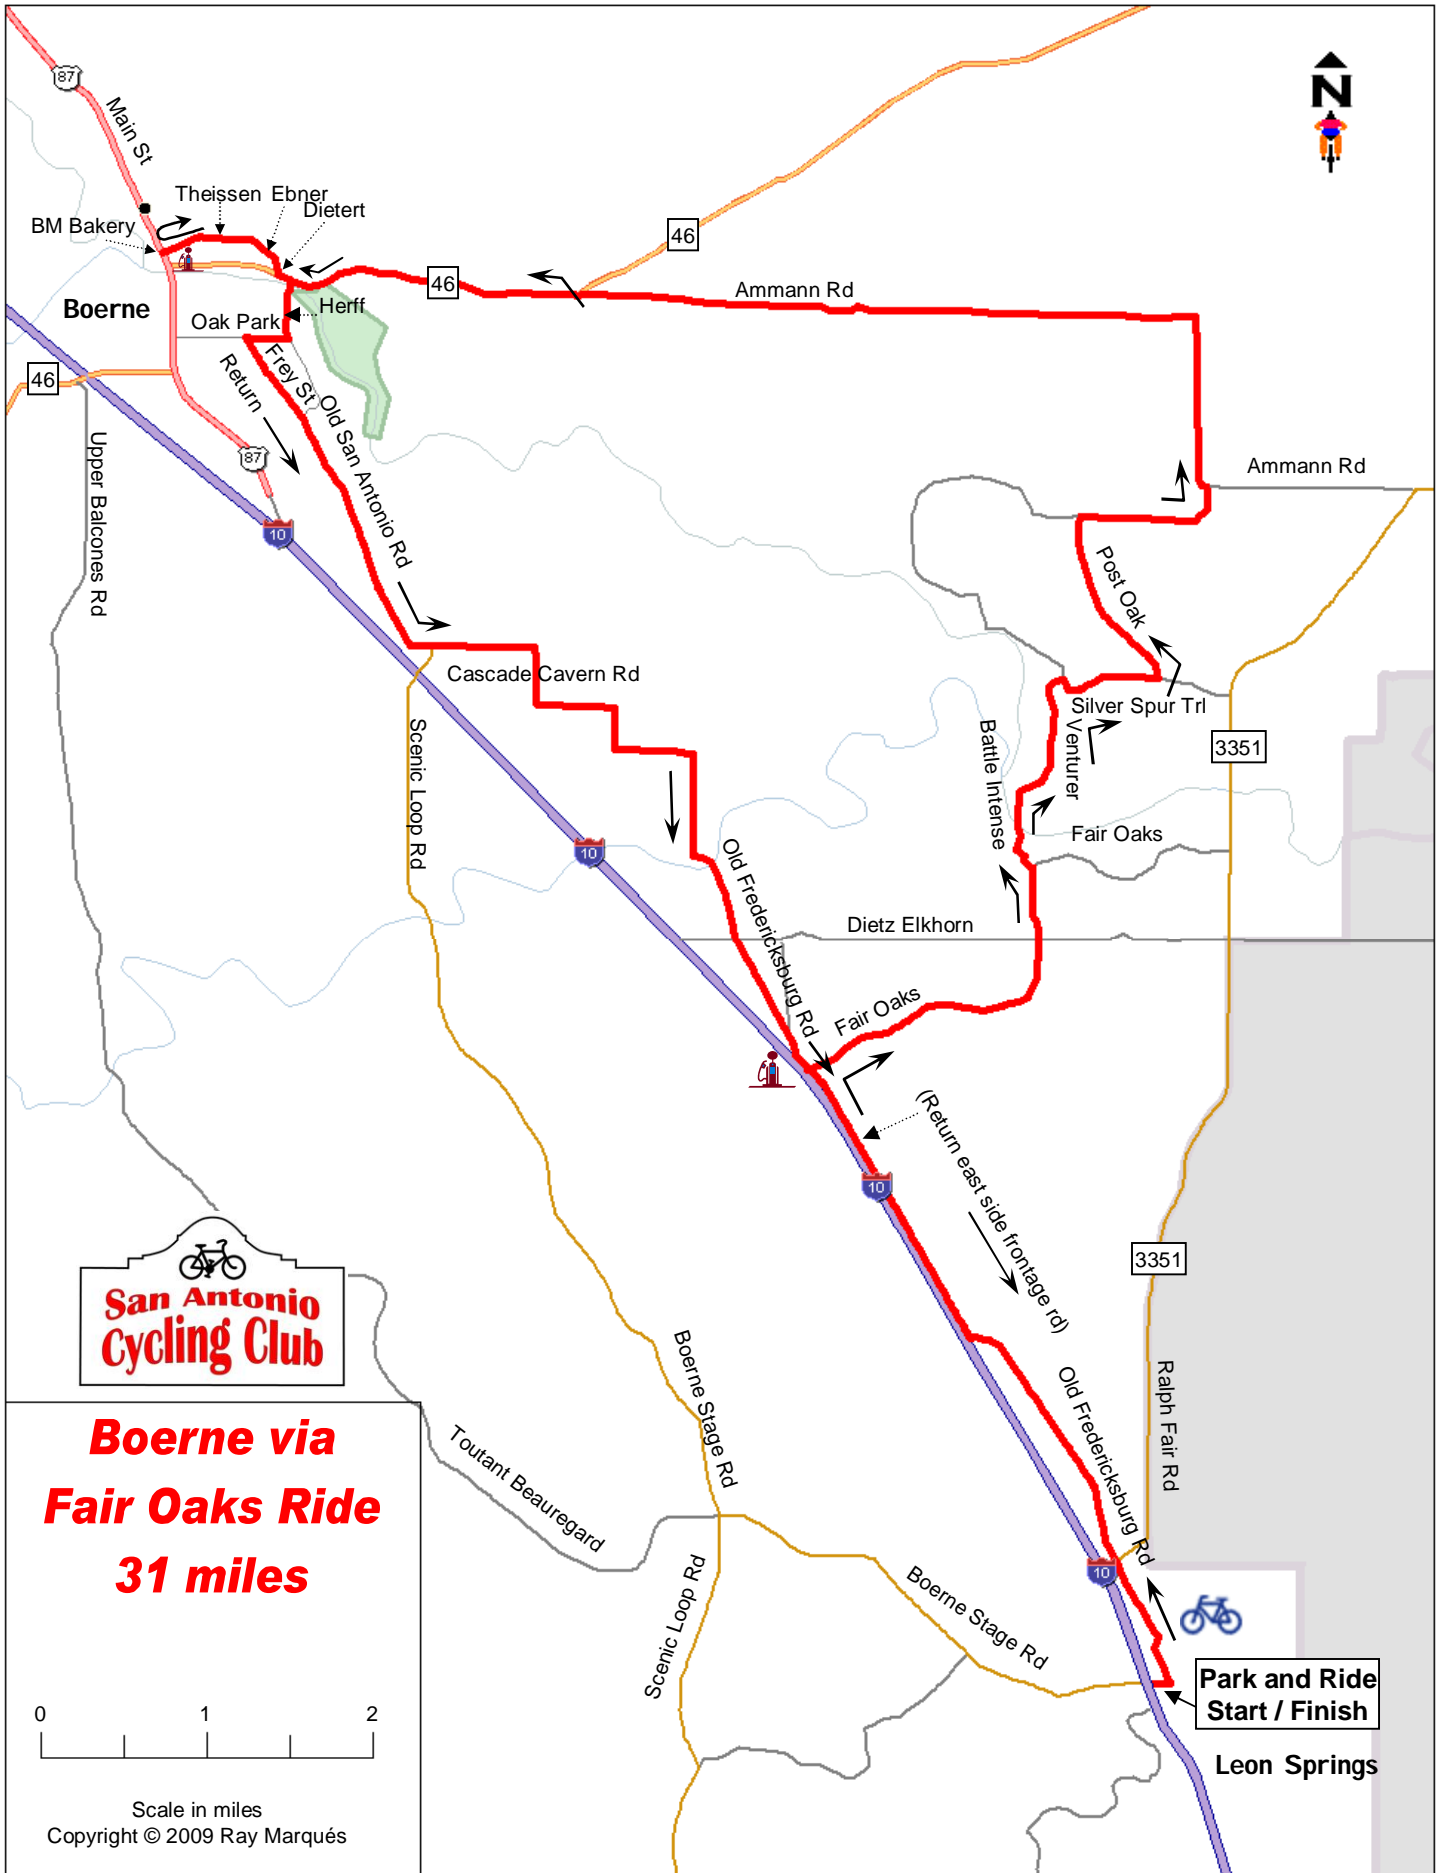 87
Main St
N
Theissen Ebner
Dietert
BM Bakery
46
46
Ammann Rd
Boerne
Herff
Oak Park
46
Frey St
Return
Old San Antonio Rd
Upper Balcones Rd
87
10
Ammann Rd
Post Oak
Cascade Cavern Rd
Silver Spur Trl
Scenic Loop Rd
Battle Intense
Venturer
3351
Fair Oaks
10
Old Fredericksburg Rd
Dietz Elkhorn
Fair Oaks
(Return east side frontage rd)
10
3351
San Antonio
Cycling Club
Boerne Stage Rd
Old Fredericksburg Rd
Ralph Fair Rd
Boerne via
Fair Oaks Ride
31 miles
Toutant Beauregard
10
Scenic Loop Rd
Boerne Stage Rd
Park and Ride
Start / Finish
Leon Springs
0 1 2
Scale in miles
Copyright © 2009 Ray Marqués